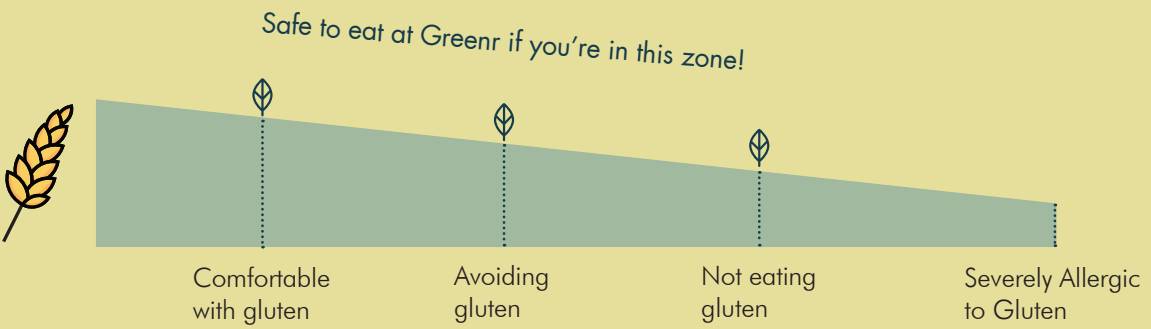 Safe to eat at Greenr if you're in this zone!
Comfortable
with gluten
Avoiding
gluten
Not eating
gluten
Severely Allergic
to Gluten